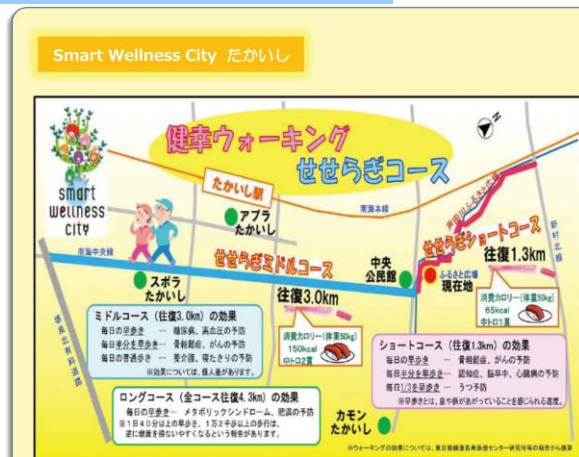 Smart Wellness City たかいし
smart
wellness
city
健幸ウォーキング
せせらぎコース
N
たかいし駅
南海本線
アプラ
たかいし
芦田川ふるさと広場
新村北線
南海中央線
せせらぎミドルコース
せせらぎショートコース
往復1.3km
中央
公民館
ふるさと広場
現在地
スポラ
たかいし
往復3.0km
消費カロリー（体重50kg）
65kcal
中トロ1貫
ミドルコース（往復3.0km）の効果
毎日の早歩き … 糖尿病、高血圧の予防
毎日半分を早歩き … 骨粗鬆症、がんの予防
毎日の普通歩き … 要介護、寝たきりの予防
※効果については、個人差があります。
消費カロリー（体重50kg）
150kcal
中トロ2貫
ショートコース（往復1.3km）の効果
毎日の早歩き … 骨粗鬆症、がんの予防
毎日半分を早歩き … 認知症、脳卒中、心臓病の予防
毎日1/3を早歩き … うつ予防
※早歩きとは、息や脈があがっていることを感じられる速度。
堺泉北有料道路
ロングコース（全コース往復4.3km）の効果
毎日の早歩き… メタボリックシンドローム、肥満の予防
※１日４０分以上の早歩き、１万２千歩以上の歩行は、
逆に健康を損ないやすくなるという報告があります。
カモン
たかいし
※ウォーキングの効果については、東京都健康長寿医療センター研究所等の報告から抜粋